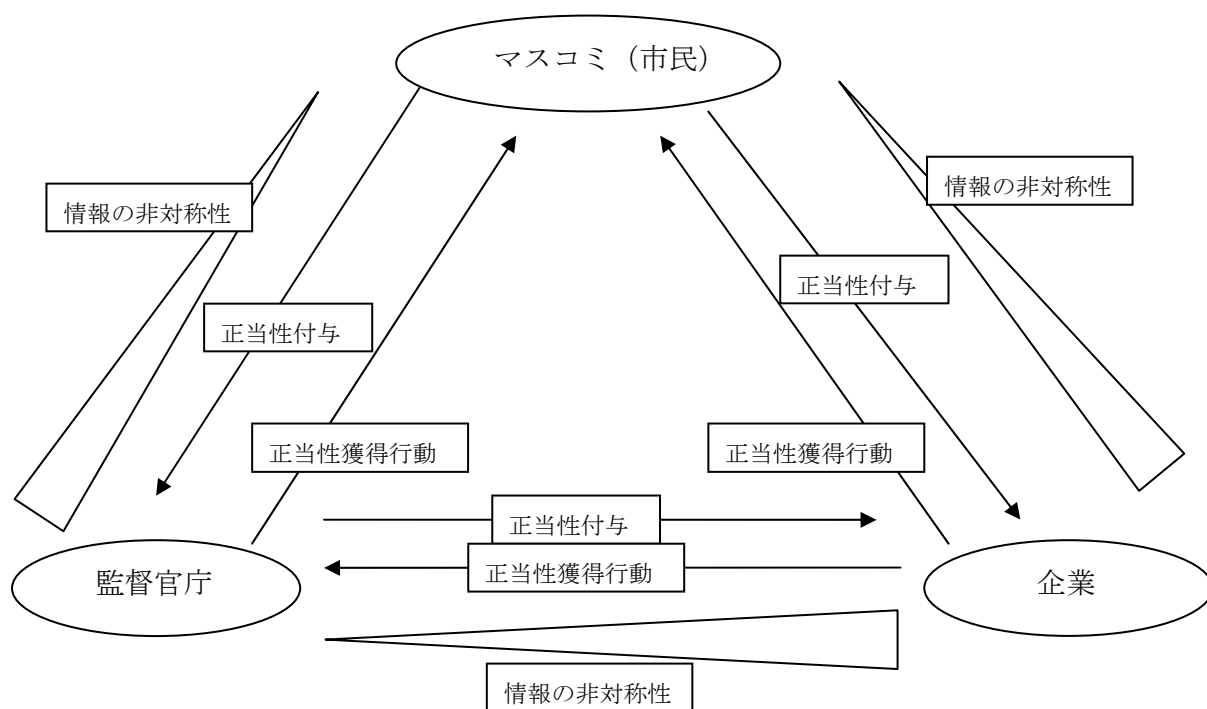 マスコミ（市民）
情報の非対称性
情報の非対称性
正当性付与
正当性付与
正当性獲得行動
正当性獲得行動
正当性付与
正当性獲得行動
監督官庁
企業
情報の非対称性